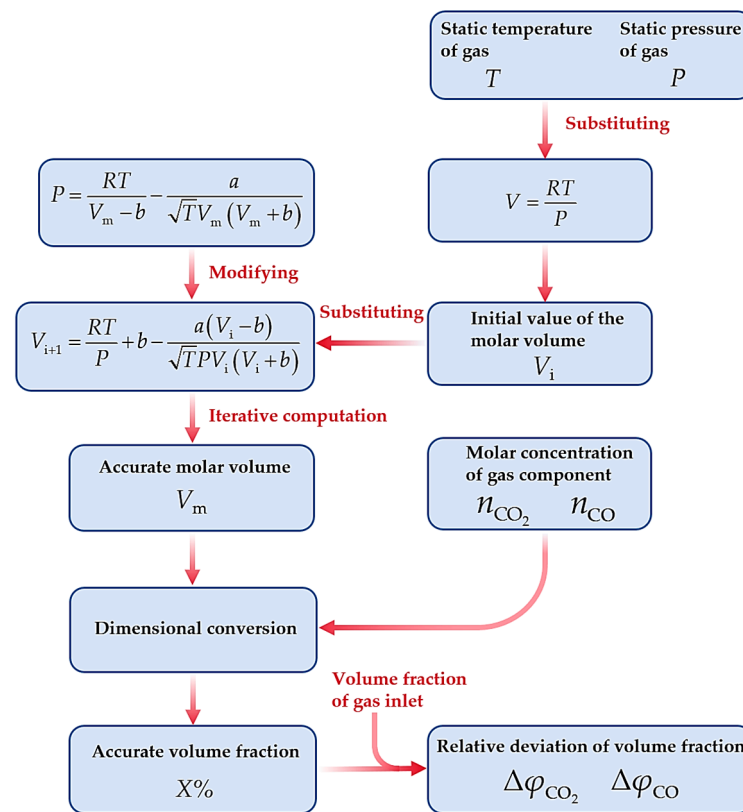 Static temperature
of gas
T
Static pressure
of gas
P
Substituting
P = RT/(V_m − b) − a/(√T V_m (V_m + b))
V = RT/P
Modifying
Substituting
V_{i+1} = RT/P + b − a(V_i − b)/(√T P V_i (V_i + b))
Initial value of the
molar volume
V_i
Iterative computation
Accurate molar volume
V_m
Molar concentration
of gas component
n_{CO₂} n_{CO}
Dimensional conversion
Volume fraction
of gas inlet
Accurate volume fraction
X%
Relative deviation of volume fraction
Δφ_{CO₂} Δφ_{CO}